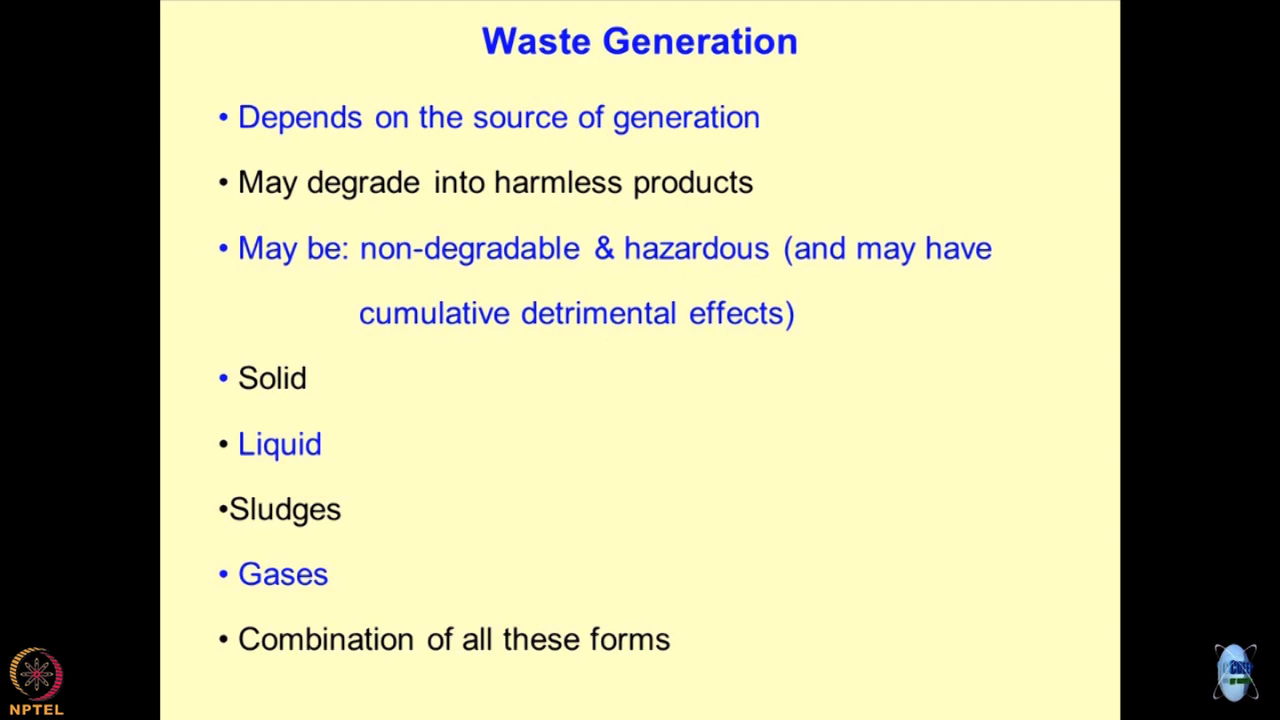 Waste Generation
• Depends on the source of generation
• May degrade into harmless products
• May be: non-degradable & hazardous (and may have
cumulative detrimental effects)
• Solid
• Liquid
•Sludges
• Gases
• Combination of all these forms
NPTEL